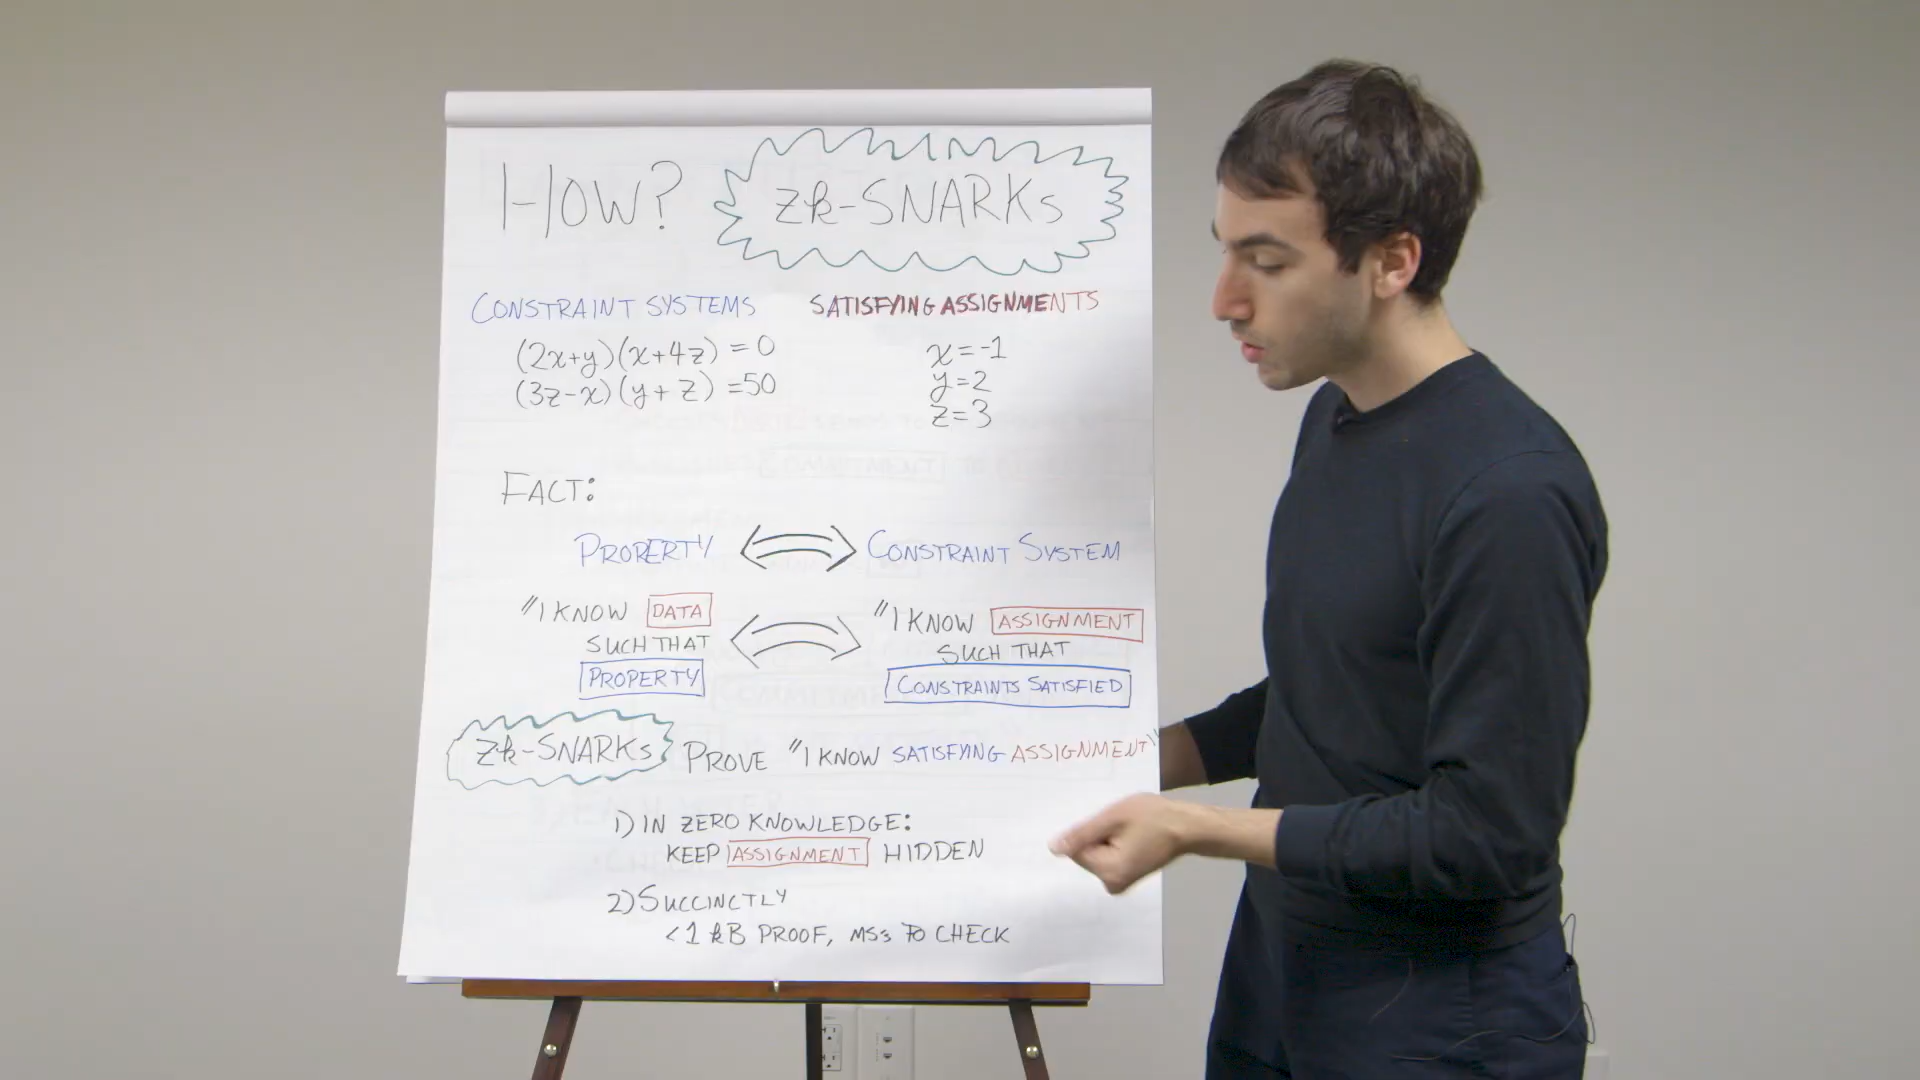 HOW? zk-SNARKs
CONSTRAINT SYSTEMS
(2x+y)(x+4z) = 0
(3z-x)(y+z) =50
SATISFYING ASSIGNMENTS
x=-1
y=2
z=3
FACT:
PROPERTY CONSTRAINT SYSTEM
"I KNOW DATA
SUCH THAT
PROPERTY
"I KNOW ASSIGNMENT
SUCH THAT
CONSTRAINTS SATISFIED
zk-SNARKs PROVE "I KNOW SATISFYING ASSIGNMENT"
1) IN ZERO KNOWLEDGE:
KEEP ASSIGNMENT HIDDEN
2) SUCCINCTLY
<1 kB PROOF, MSs TO CHECK